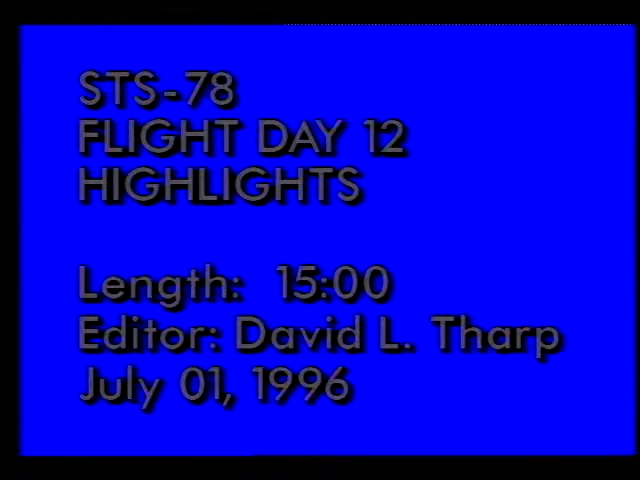 STS-78
FLIGHT DAY 12
HIGHLIGHTS
Length: 15:00
Editor: David L. Tharp
July 01, 1996